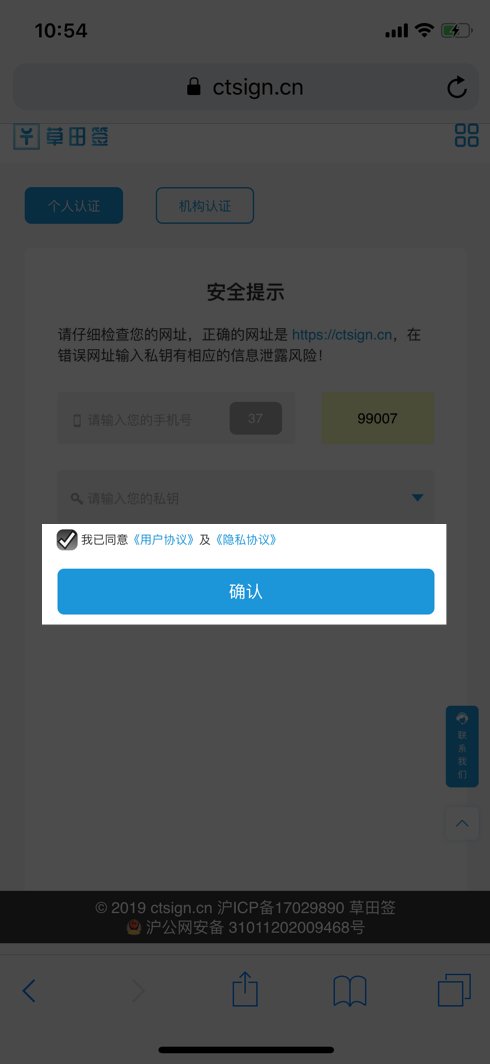 10:54
ctsign.cn
草田签
个人认证
机构认证
安全提示
请仔细检查您的网址，正确的网址是 https://ctsign.cn，在
错误网址输入私钥有相应的信息泄露风险！
请输入您的手机号
37
99007
请输入您的私钥
我已同意《用户协议》及《隐私协议》
确认
联系我们
© 2019 ctsign.cn 沪ICP备17029890 草田签
沪公网安备 31011202009468号